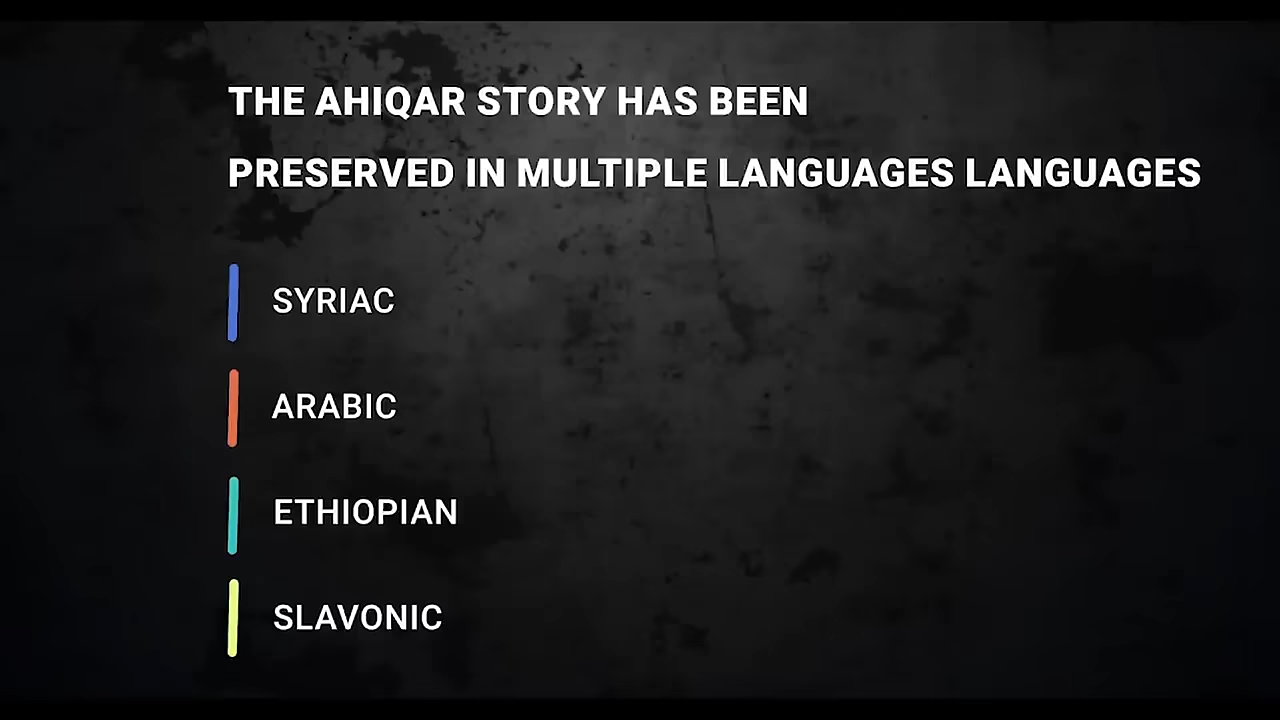 THE AHIQAR STORY HAS BEEN
PRESERVED IN MULTIPLE LANGUAGES LANGUAGES
SYRIAC
ARABIC
ETHIOPIAN
SLAVONIC